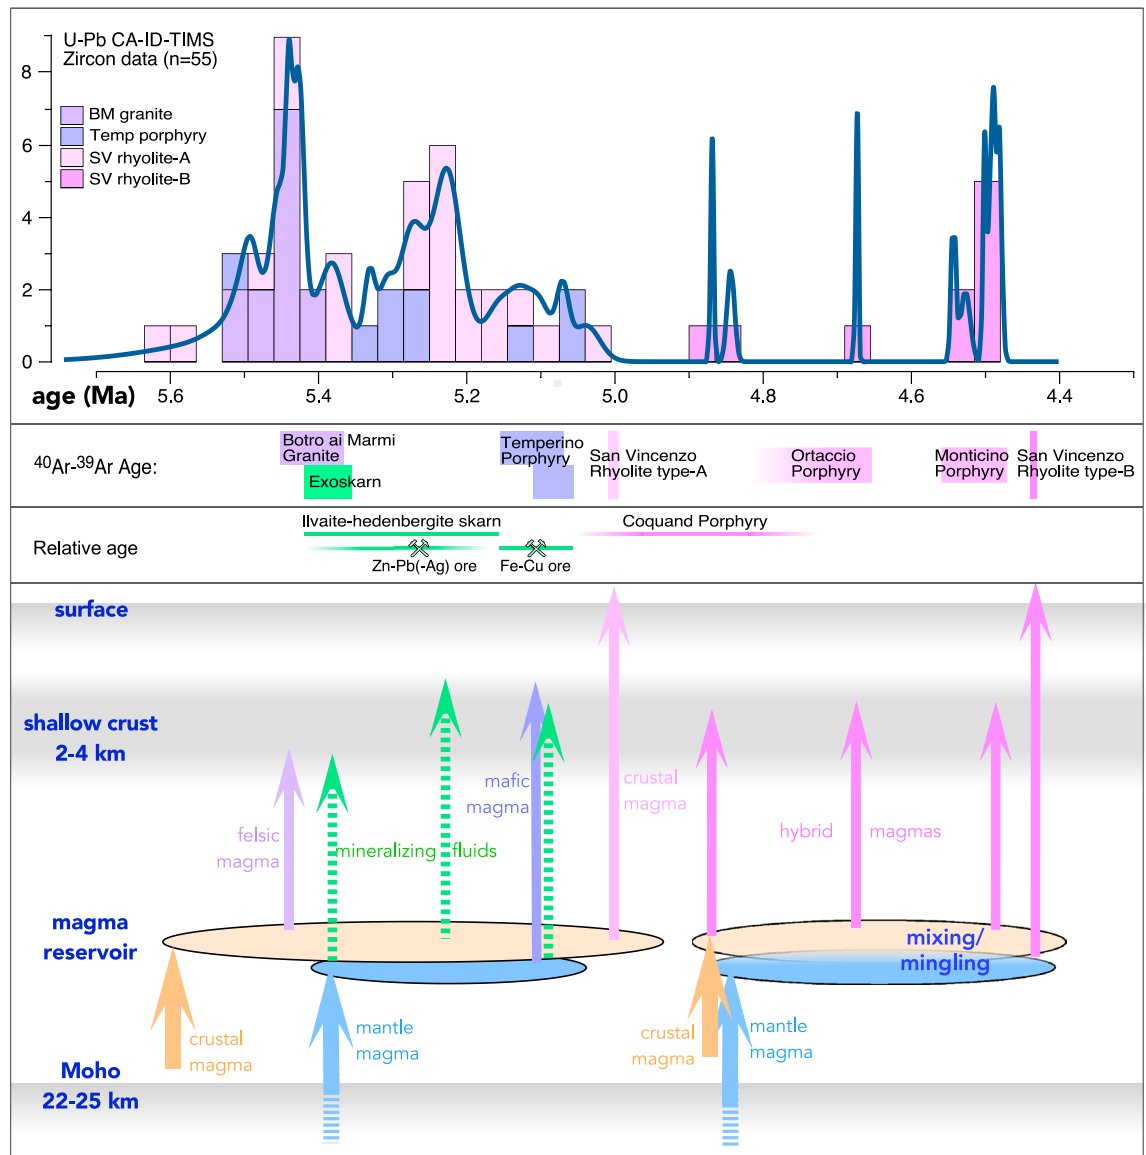 U-Pb CA-ID-TIMS
Zircon data (n=55)
8
6
4
2
0
BM granite
Temp porphyry
SV rhyolite-A
SV rhyolite-B
age (Ma)
5.6
5.4
5.2
5.0
4.8
4.6
4.4
40Ar-39Ar Age:
Botro ai Marmi
Granite
Exoskarn
Temperino
Porphyry
San Vincenzo
Rhyolite type-A
Ortaccio
Porphyry
Monticino
Porphyry
San Vincenzo
Rhyolite type-B
Relative age
Ilvaite-hedenbergite skarn
Zn-Pb(-Ag) ore
Fe-Cu ore
Coquand Porphyry
surface
shallow crust
2-4 km
felsic
magma
mineralizing fluids
mafic
magma
crustal
magma
hybrid magmas
magma
reservoir
mixing/
mingling
crustal
magma
mantle
magma
crustal
magma
mantle
magma
Moho
22-25 km